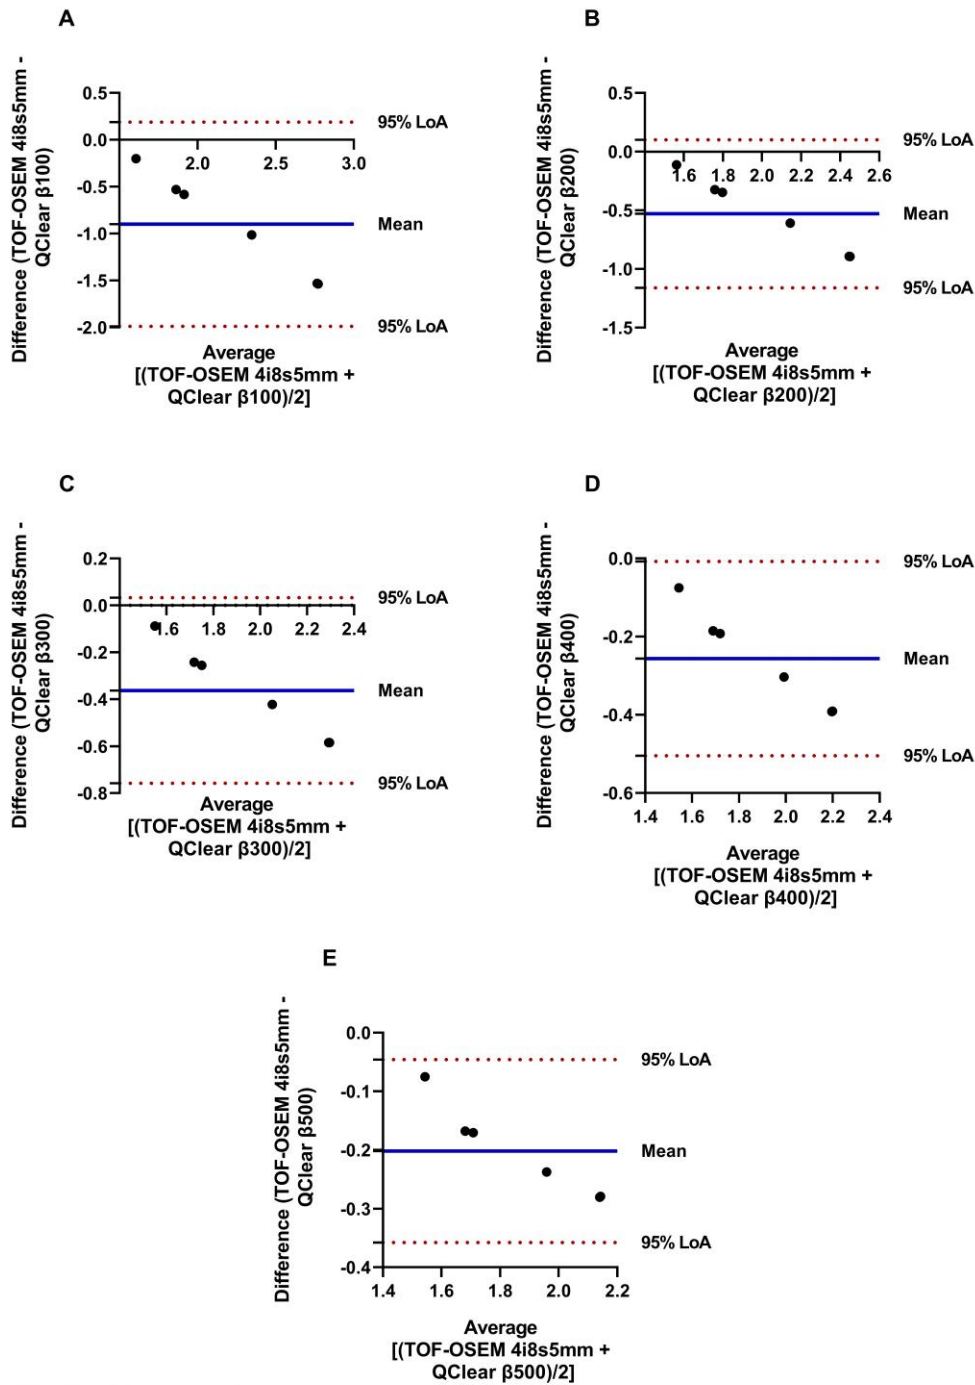 A
Difference (TOF-OSEM 4i8s5mm -
QClear β100)
0.5
0.0
-0.5
-1.0
-1.5
-2.0
2.0 2.5 3.0
95% LoA
Mean
95% LoA
Average
[(TOF-OSEM 4i8s5mm +
QClear β100)/2]
B
Difference (TOF-OSEM 4i8s5mm -
QClear β200)
0.5
0.0
-0.5
-1.0
-1.5
1.6 1.8 2.0 2.2 2.4 2.6
95% LoA
Mean
95% LoA
Average
[(TOF-OSEM 4i8s5mm +
QClear β200)/2]
C
Difference (TOF-OSEM 4i8s5mm -
QClear β300)
0.2
0.0
-0.2
-0.4
-0.6
-0.8
1.6 1.8 2.0 2.2 2.4
95% LoA
Mean
95% LoA
Average
[(TOF-OSEM 4i8s5mm +
QClear β300)/2]
D
Difference (TOF-OSEM 4i8s5mm -
QClear β400)
0.0
-0.2
-0.4
-0.6
1.4 1.6 1.8 2.0 2.2 2.4
95% LoA
Mean
95% LoA
Average
[(TOF-OSEM 4i8s5mm +
QClear β400)/2]
E
Difference (TOF-OSEM 4i8s5mm -
QClear β500)
0.0
-0.1
-0.2
-0.3
-0.4
1.4 1.6 1.8 2.0 2.2
95% LoA
Mean
95% LoA
Average
[(TOF-OSEM 4i8s5mm +
QClear β500)/2]